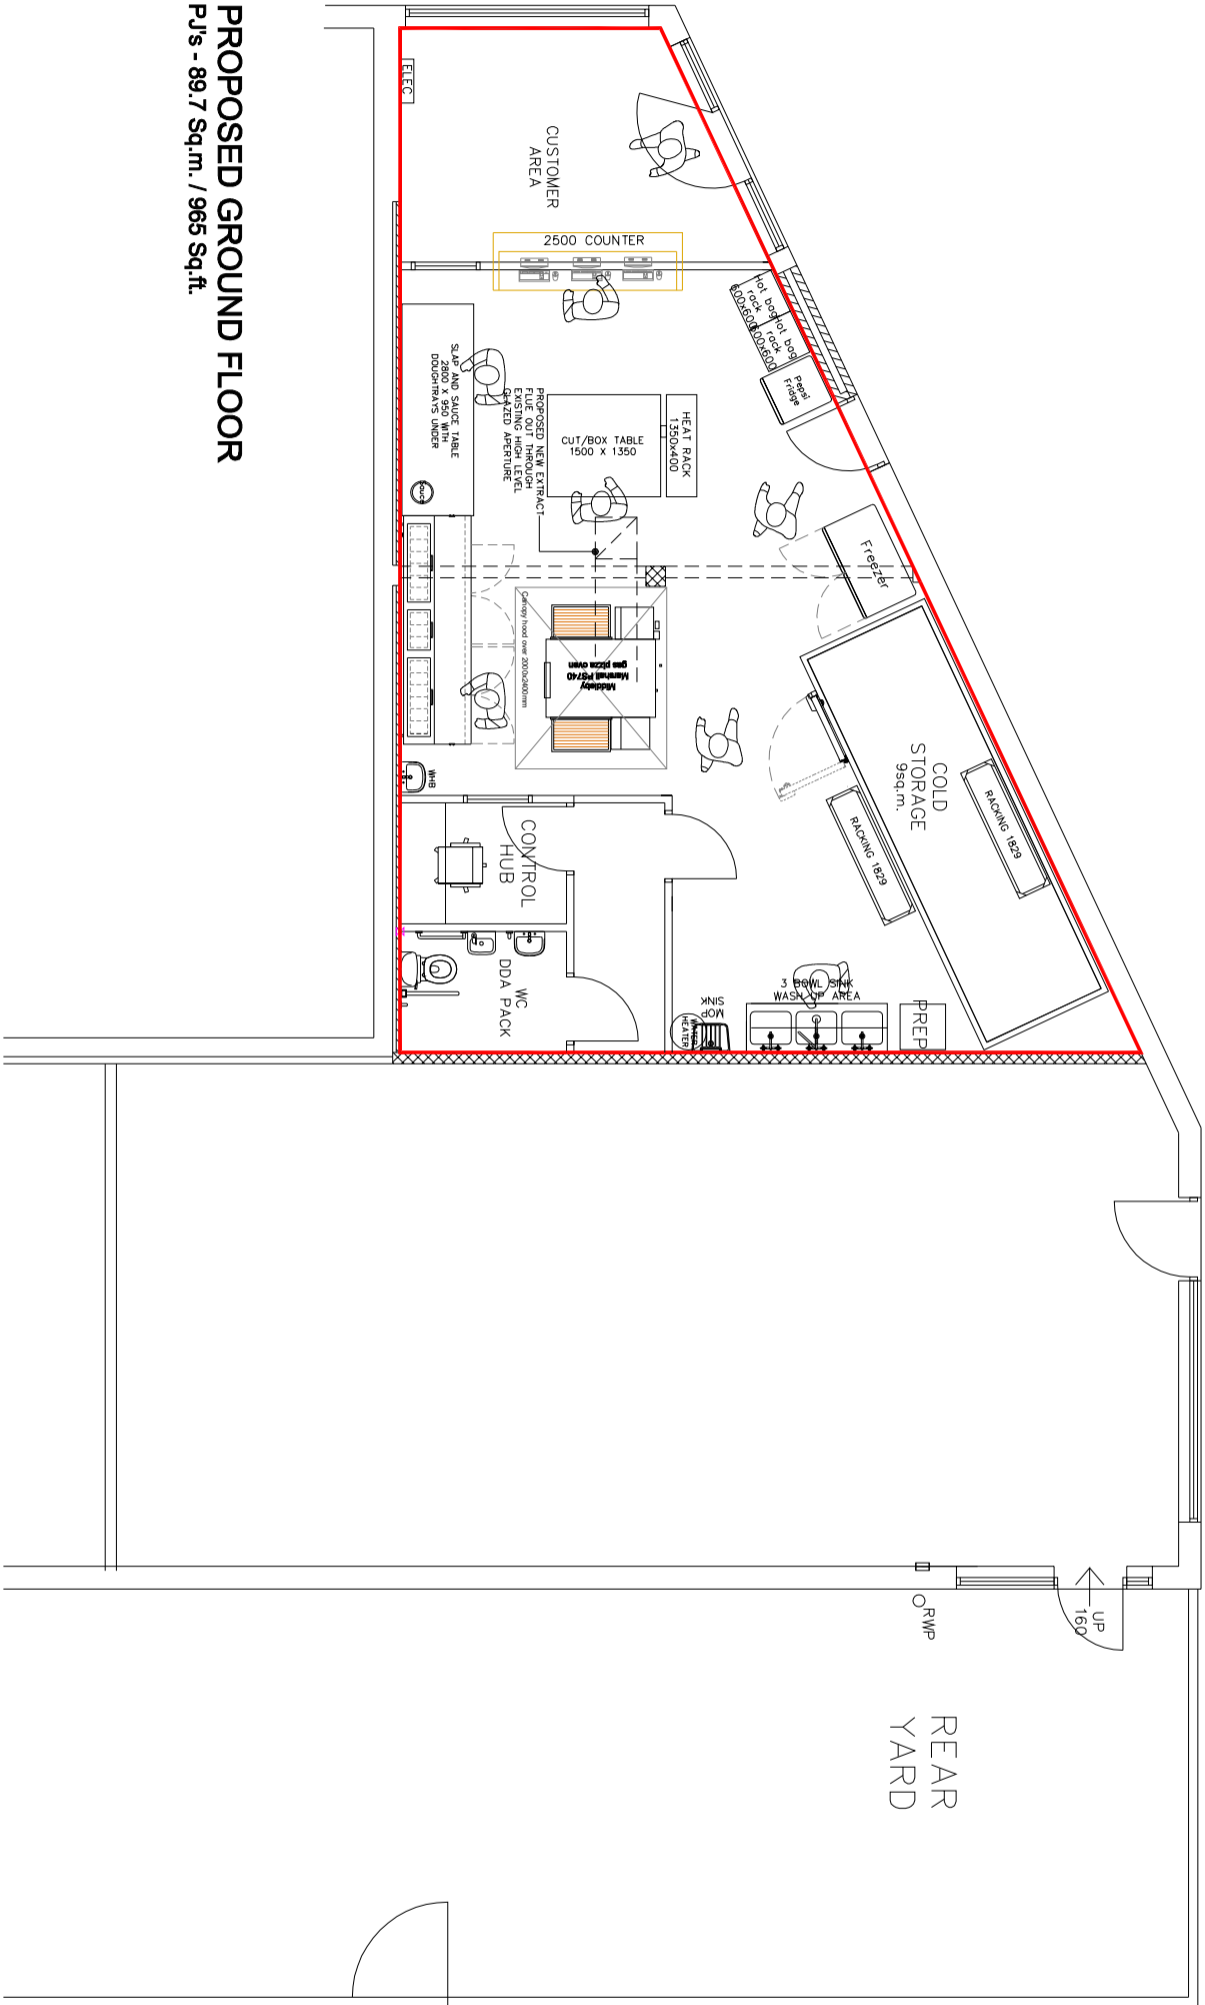 PROPOSED GROUND FLOOR
PJ's - 89.7 Sq.m. / 965 Sq.ft.
ELEC
CUSTOMER
AREA
2500 COUNTER
Hot bag
rack
600x600
Hot bag
rack
600x600
Pepsi
Fridge
SLAP AND SAUCE TABLE
2800 X 950 WITH
DOUGHTRAYS UNDER
Sauce
PROPOSED NEW EXTRACT
FLUE OUT THROUGH
EXISTING HIGH LEVEL
GLAZED APERTURE
CUT/BOX TABLE
1500 X 1350
HEAT RACK
1350x400
Freezer
Canopy hood over 2000x2400mm
Middleby
Marshall PS740
gas pizza oven
COLD
STORAGE
9sq.m.
RACKING 1829
RACKING 1829
WHB
CONTROL
HUB
WC
DDA PACK
MOP
SINK
WATER
HEATER
3 BOWL SINK
WASH UP AREA
PREP
UP
160
RWP
REAR
YARD